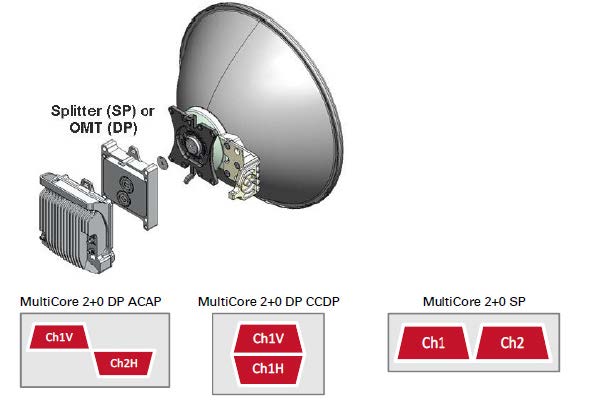 Splitter (SP) or
OMT (DP)
MultiCore 2+0 DP ACAP
Ch1V
Ch2H
MultiCore 2+0 DP CCDP
Ch1V
Ch1H
MultiCore 2+0 SP
Ch1 Ch2